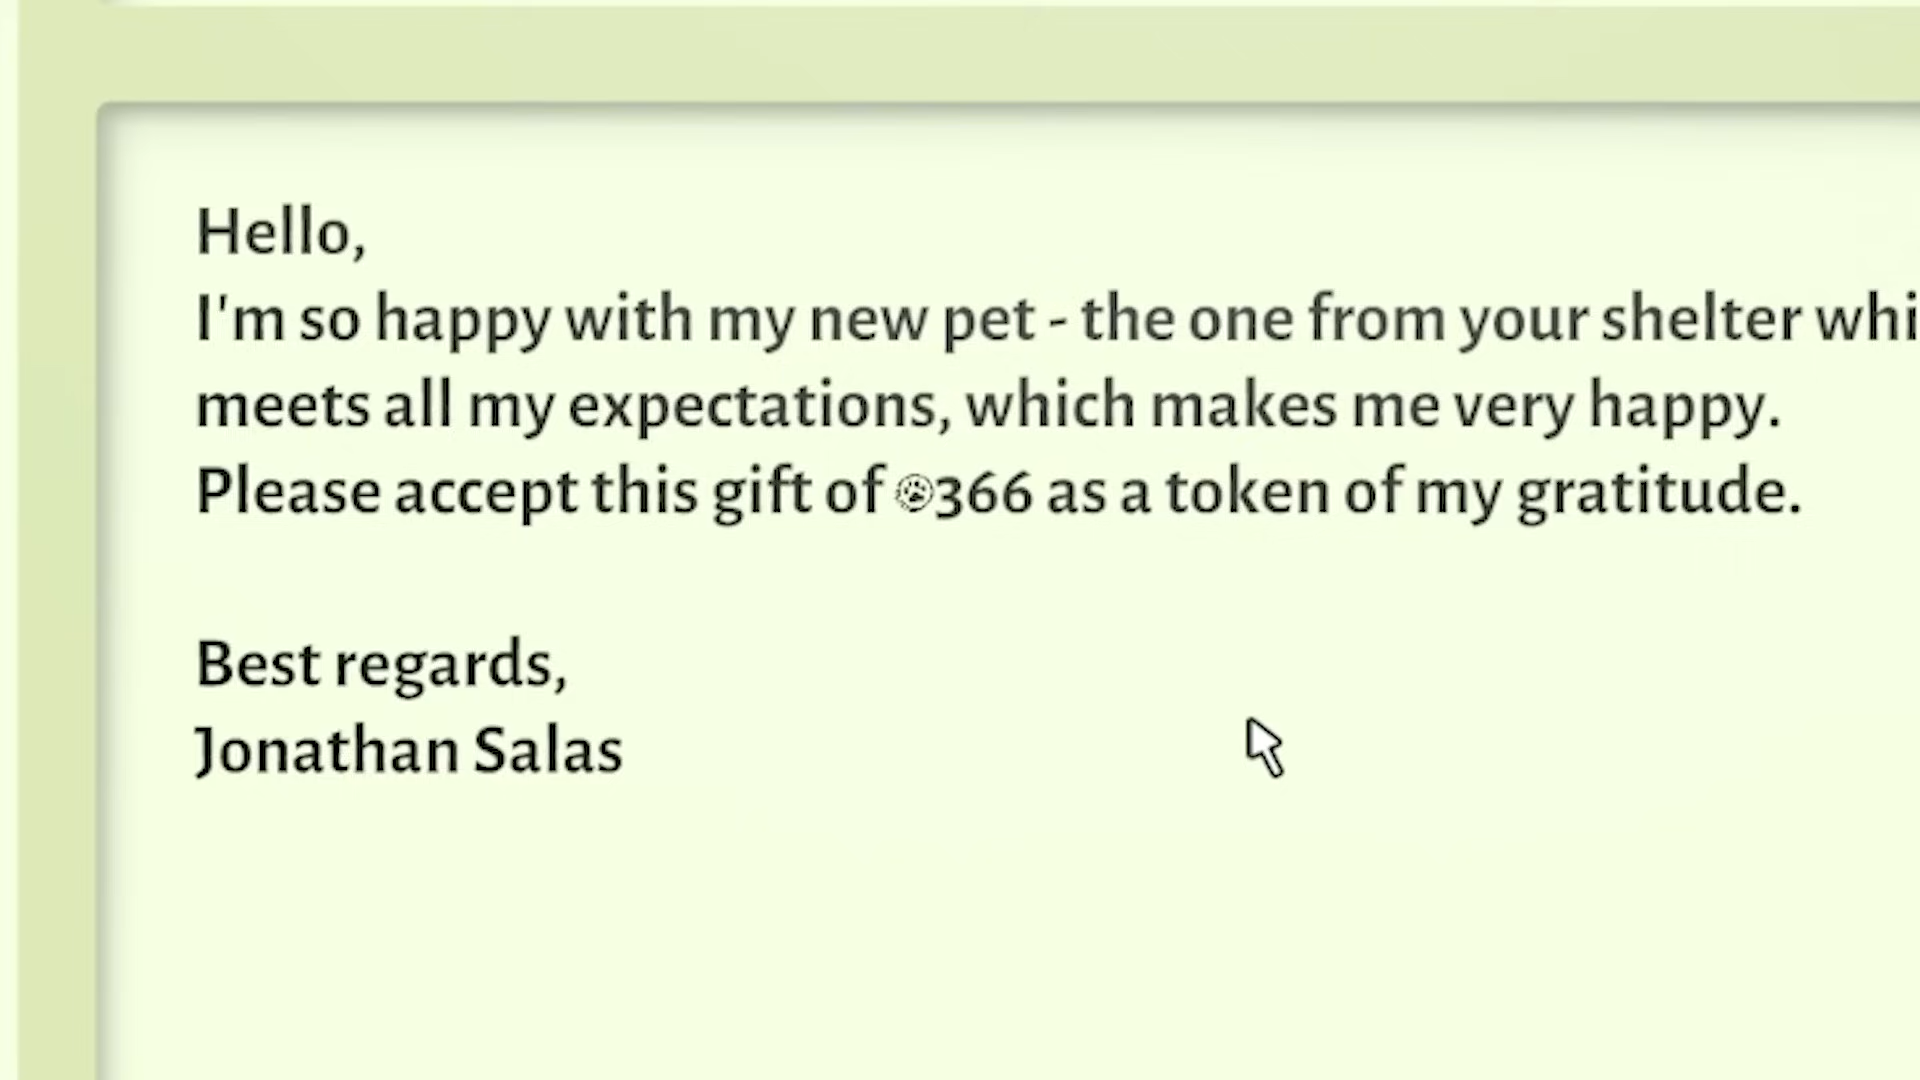 Hello,
I'm so happy with my new pet - the one from your shelter
meets all my expectations, which makes me very happy.
Please accept this gift of 366 as a token of my gratitude.
Best regards,
Jonathan Salas